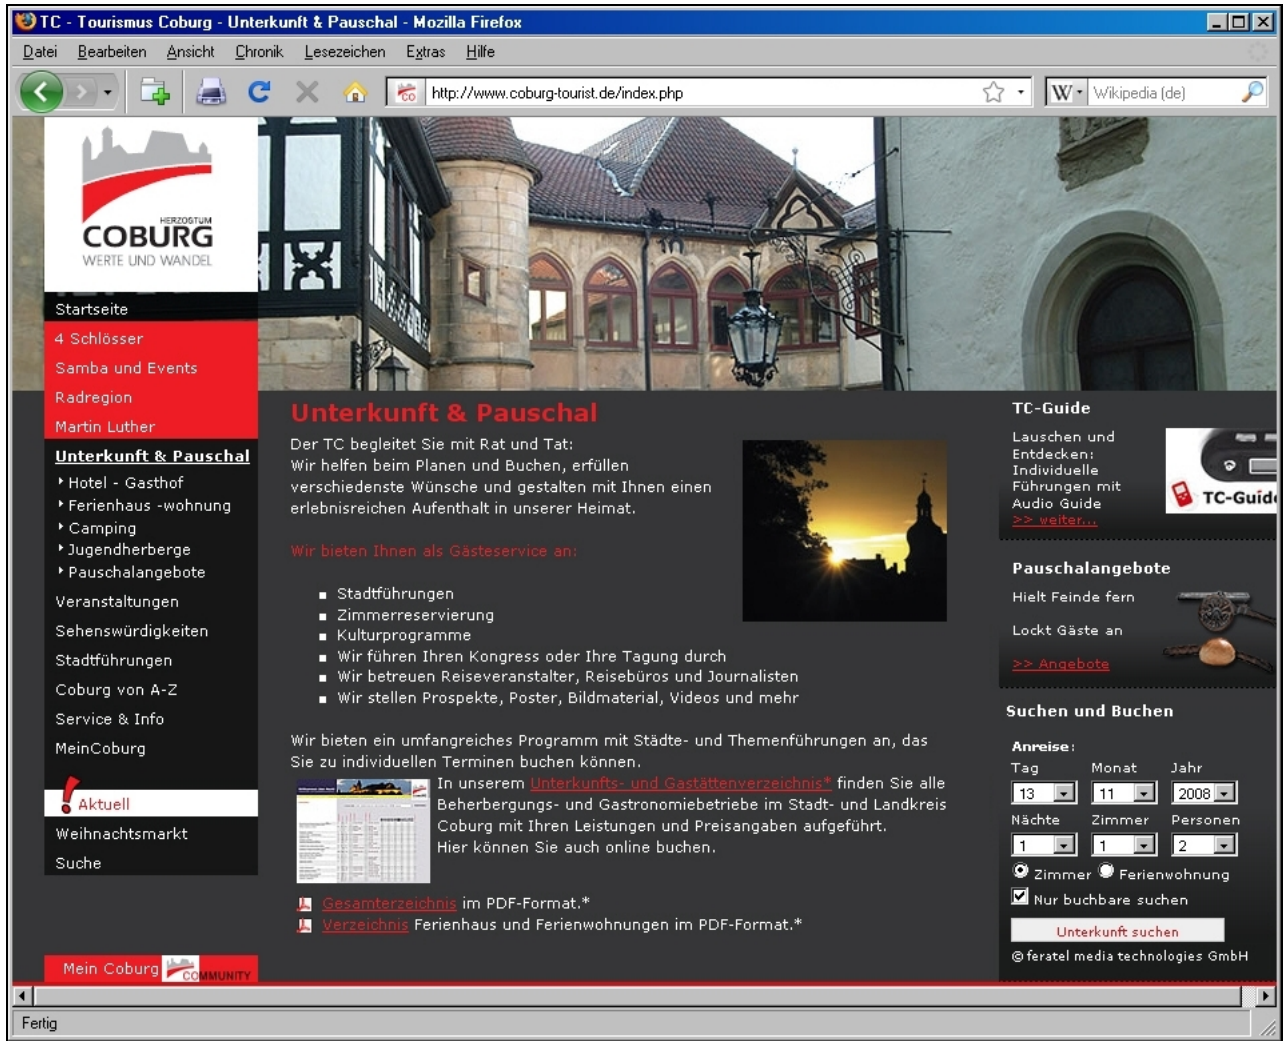 TC - Tourismus Coburg - Unterkunft & Pauschal - Mozilla Firefox
Datei Bearbeiten Ansicht Chronik Lesezeichen Extras Hilfe
http://www.coburg-tourist.de/index.php
Wikipedia (de)
HERZOGTUM
COBURG
WERTE UND WANDEL
Startseite
4 Schlösser
Samba und Events
Radregion
Martin Luther
Unterkunft & Pauschal
Hotel - Gasthof
Ferienhaus -wohnung
Camping
Jugendherberge
Pauschalangebote
Veranstaltungen
Sehenswürdigkeiten
Stadtführungen
Coburg von A-Z
Service & Info
MeinCoburg
Aktuell
Weihnachtsmarkt
Suche
Mein Coburg COMMUNITY
Unterkunft & Pauschal
Der TC begleitet Sie mit Rat und Tat:
Wir helfen beim Planen und Buchen, erfüllen
verschiedenste Wünsche und gestalten mit Ihnen einen
erlebnisreichen Aufenthalt in unserer Heimat.
Wir bieten Ihnen als Gästeservice an:
Stadtführungen
Zimmerreservierung
Kulturprogramme
Wir führen Ihren Kongress oder Ihre Tagung durch
Wir betreuen Reiseveranstalter, Reisebüros und Journalisten
Wir stellen Prospekte, Poster, Bildmaterial, Videos und mehr
Wir bieten ein umfangreiches Programm mit Städte- und Themenführungen an, das
Sie zu individuellen Terminen buchen können.
In unserem Unterkunfts- und Gastättenverzeichnis* finden Sie alle
Beherbergungs- und Gastronomiebetriebe im Stadt- und Landkreis
Coburg mit Ihren Leistungen und Preisangaben aufgeführt.
Hier können Sie auch online buchen.
Gesamterzeichnis im PDF-Format.*
Verzeichnis Ferienhaus und Ferienwohnungen im PDF-Format.*
TC-Guide
Lauschen und
Entdecken:
Individuelle
Führungen mit
Audio Guide
>> weiter...
TC-Guide
Pauschalangebote
Hielt Feinde fern
Lockt Gäste an
>> Angebote
Suchen und Buchen
Anreise:
Tag Monat Jahr
13 11 2008
Nächte Zimmer Personen
1 1 2
Zimmer Ferienwohnung
Nur buchbare suchen
Unterkunft suchen
© feratel media technologies GmbH
Fertig